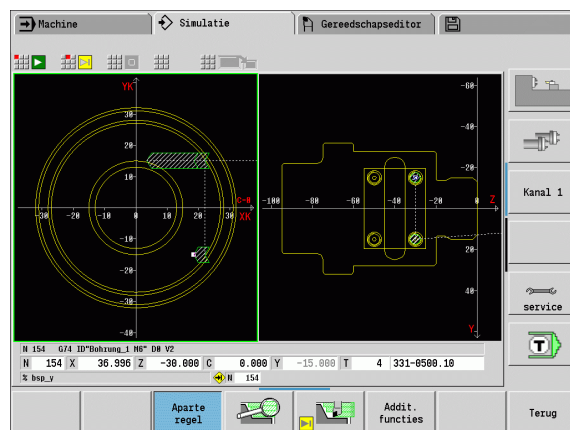 Machine
Simulatie
Gereedschapseditor
YK
30
20
10
-30 -20 -10 10 20 30
C-0
XK
-10
-20
-30
-40
-60
-40
-20
-100 -80 -60 -40 -20 0 Z
20
40
Y
Kanal 1
service
T
N 154 G74 ID"Bohrung_1 M6" D0 V2
N 154 X 36.996 Z -30.000 C 0.000 Y -15.000 T 4 331-0500.10
% bsp_y N 154
Aparte regel
Addit. functies
Terug